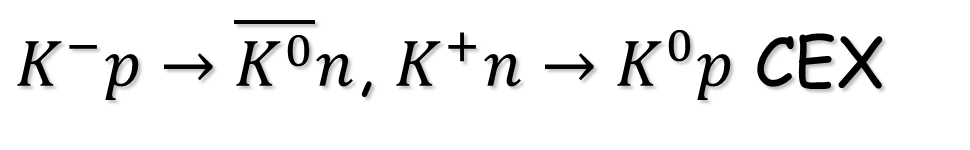 K⁻p → K̅⁰n, K⁺n → K⁰p CEX